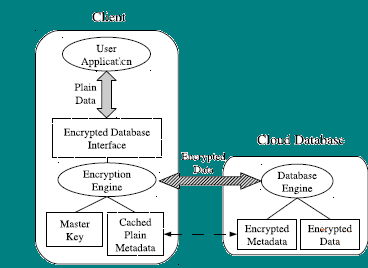 Client
User
Application
Plain
Data
Encrypted Database
Interface
Encryption
Engine
Master
Key
Cached
Plain
Metadata
Encrypted
Data
Cloud Database
Database
Engine
Encrypted
Metadata
Encrypted
Data